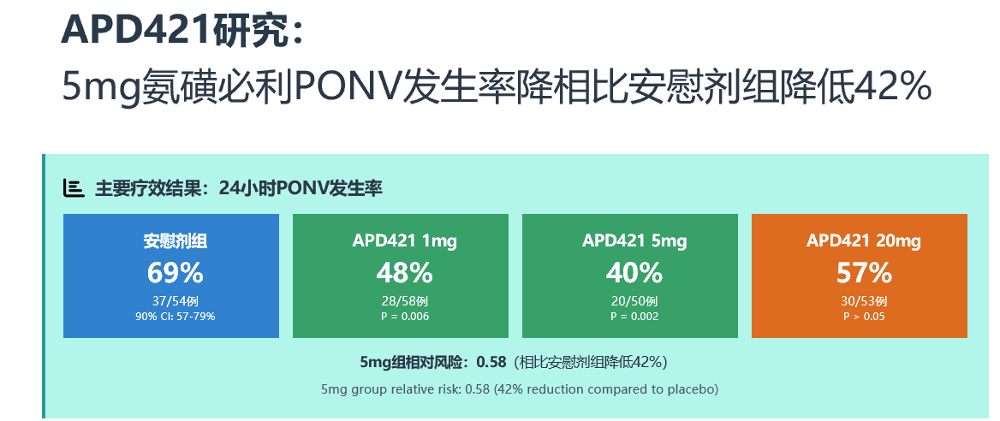 APD421研究：
5mg氨磺必利PONV发生率降相比安慰剂组降低42%
主要疗效结果：24小时PONV发生率
安慰剂组
69%
37/54例
90% CI: 57-79%
APD421 1mg
48%
28/58例
P = 0.006
APD421 5mg
40%
20/50例
P = 0.002
APD421 20mg
57%
30/53例
P > 0.05
5mg组相对风险：0.58（相比安慰剂组降低42%）
5mg group relative risk: 0.58 (42% reduction compared to placebo)